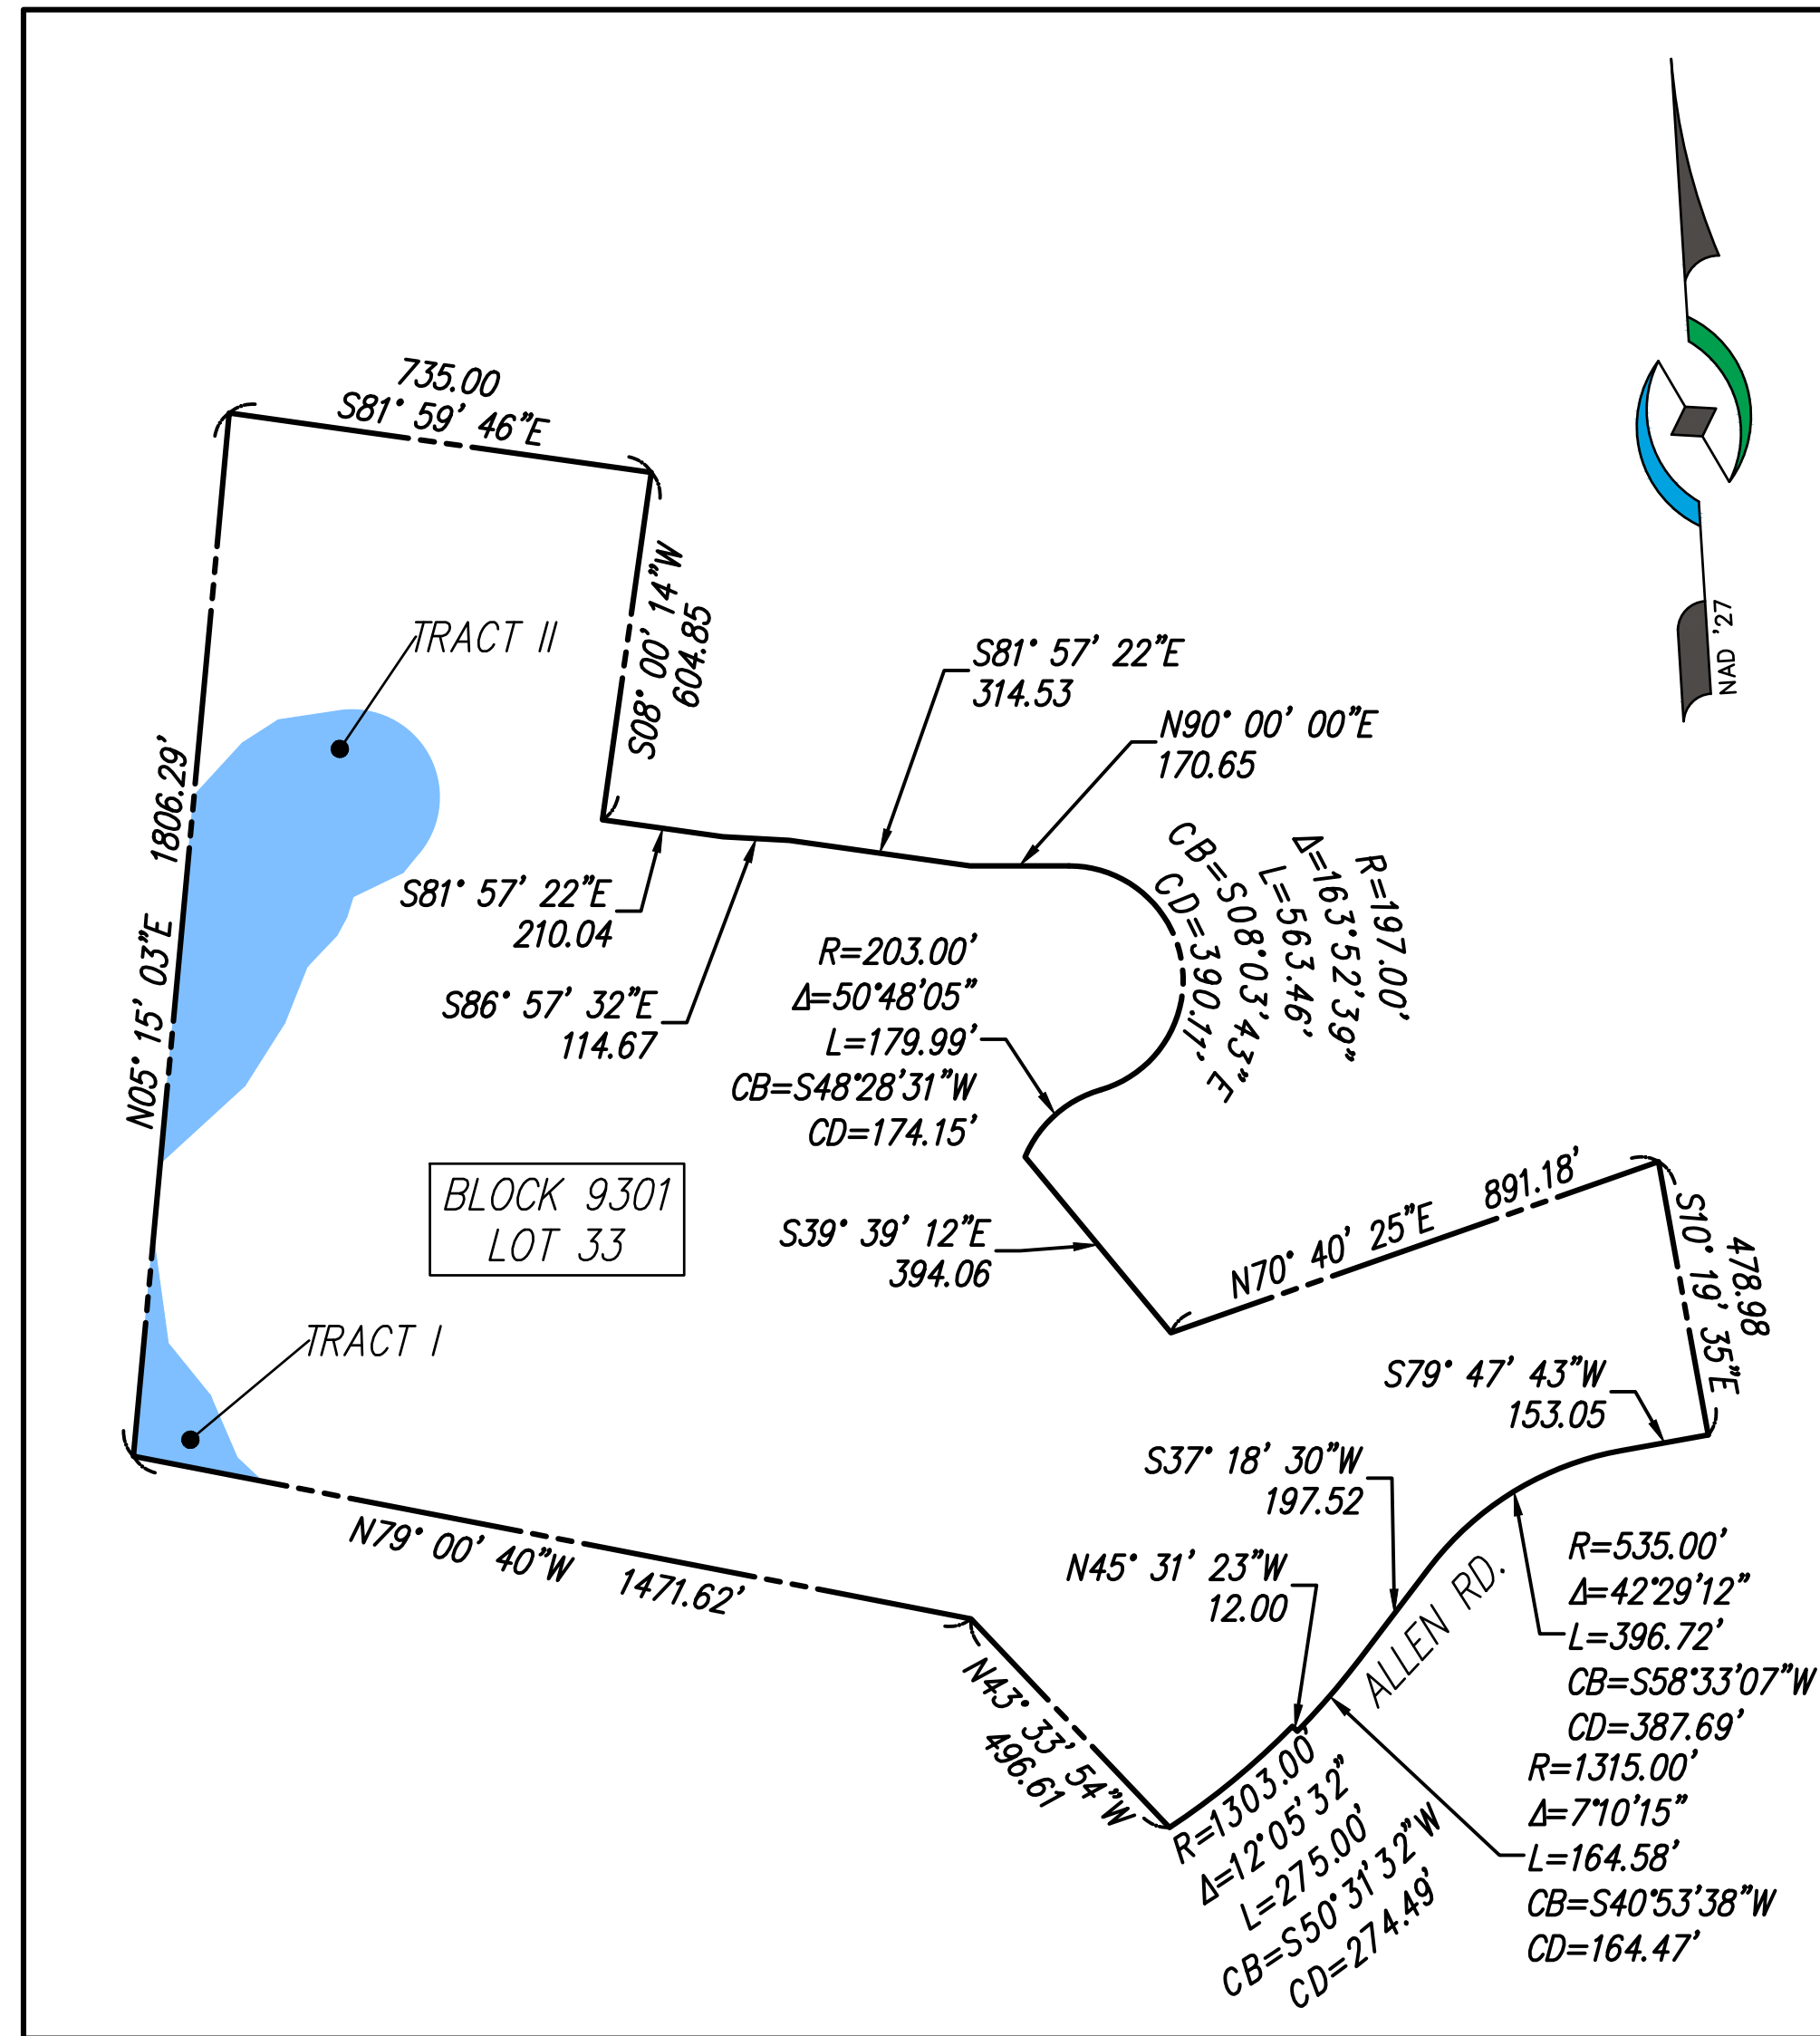 735.00
S81° 59' 46"E
TRACT II
S08° 00' 14"W
604.85
NAD '27
S81° 57' 22"E
314.53
N90° 00' 00"E
170.65
N05° 15' 03"E 1806.29'
S81° 57' 22"E
210.04
S86° 57' 32"E
114.67
R=197.00'
Δ=163°52'39"
L=563.46'
CB=S08°03'43"E
CD=390.11'
R=203.00'
Δ=50°48'05"
L=179.99'
CB=S48°28'31"W
CD=174.15'
BLOCK 9301
LOT 33
S39° 39' 12"E
394.06
N70° 40' 25"E 891.18'
478.98
S10° 19' 35"E
TRACT I
S79° 47' 43"W
153.05
S37° 18' 30"W
197.52
N45° 31' 23"W
12.00
ALLEN RD.
R=535.00'
Δ=42°29'12"
L=396.72'
CB=S58°33'07"W
CD=387.69'
R=1315.00'
Δ=7°10'15"
L=164.58'
CB=S40°53'38"W
CD=164.47'
N79° 00' 40"W 1471.62'
N43° 33' 54"W
496.61
R=1303.00'
Δ=12°05'32"
L=275.00'
CB=S50°31'32"W
CD=274.49'